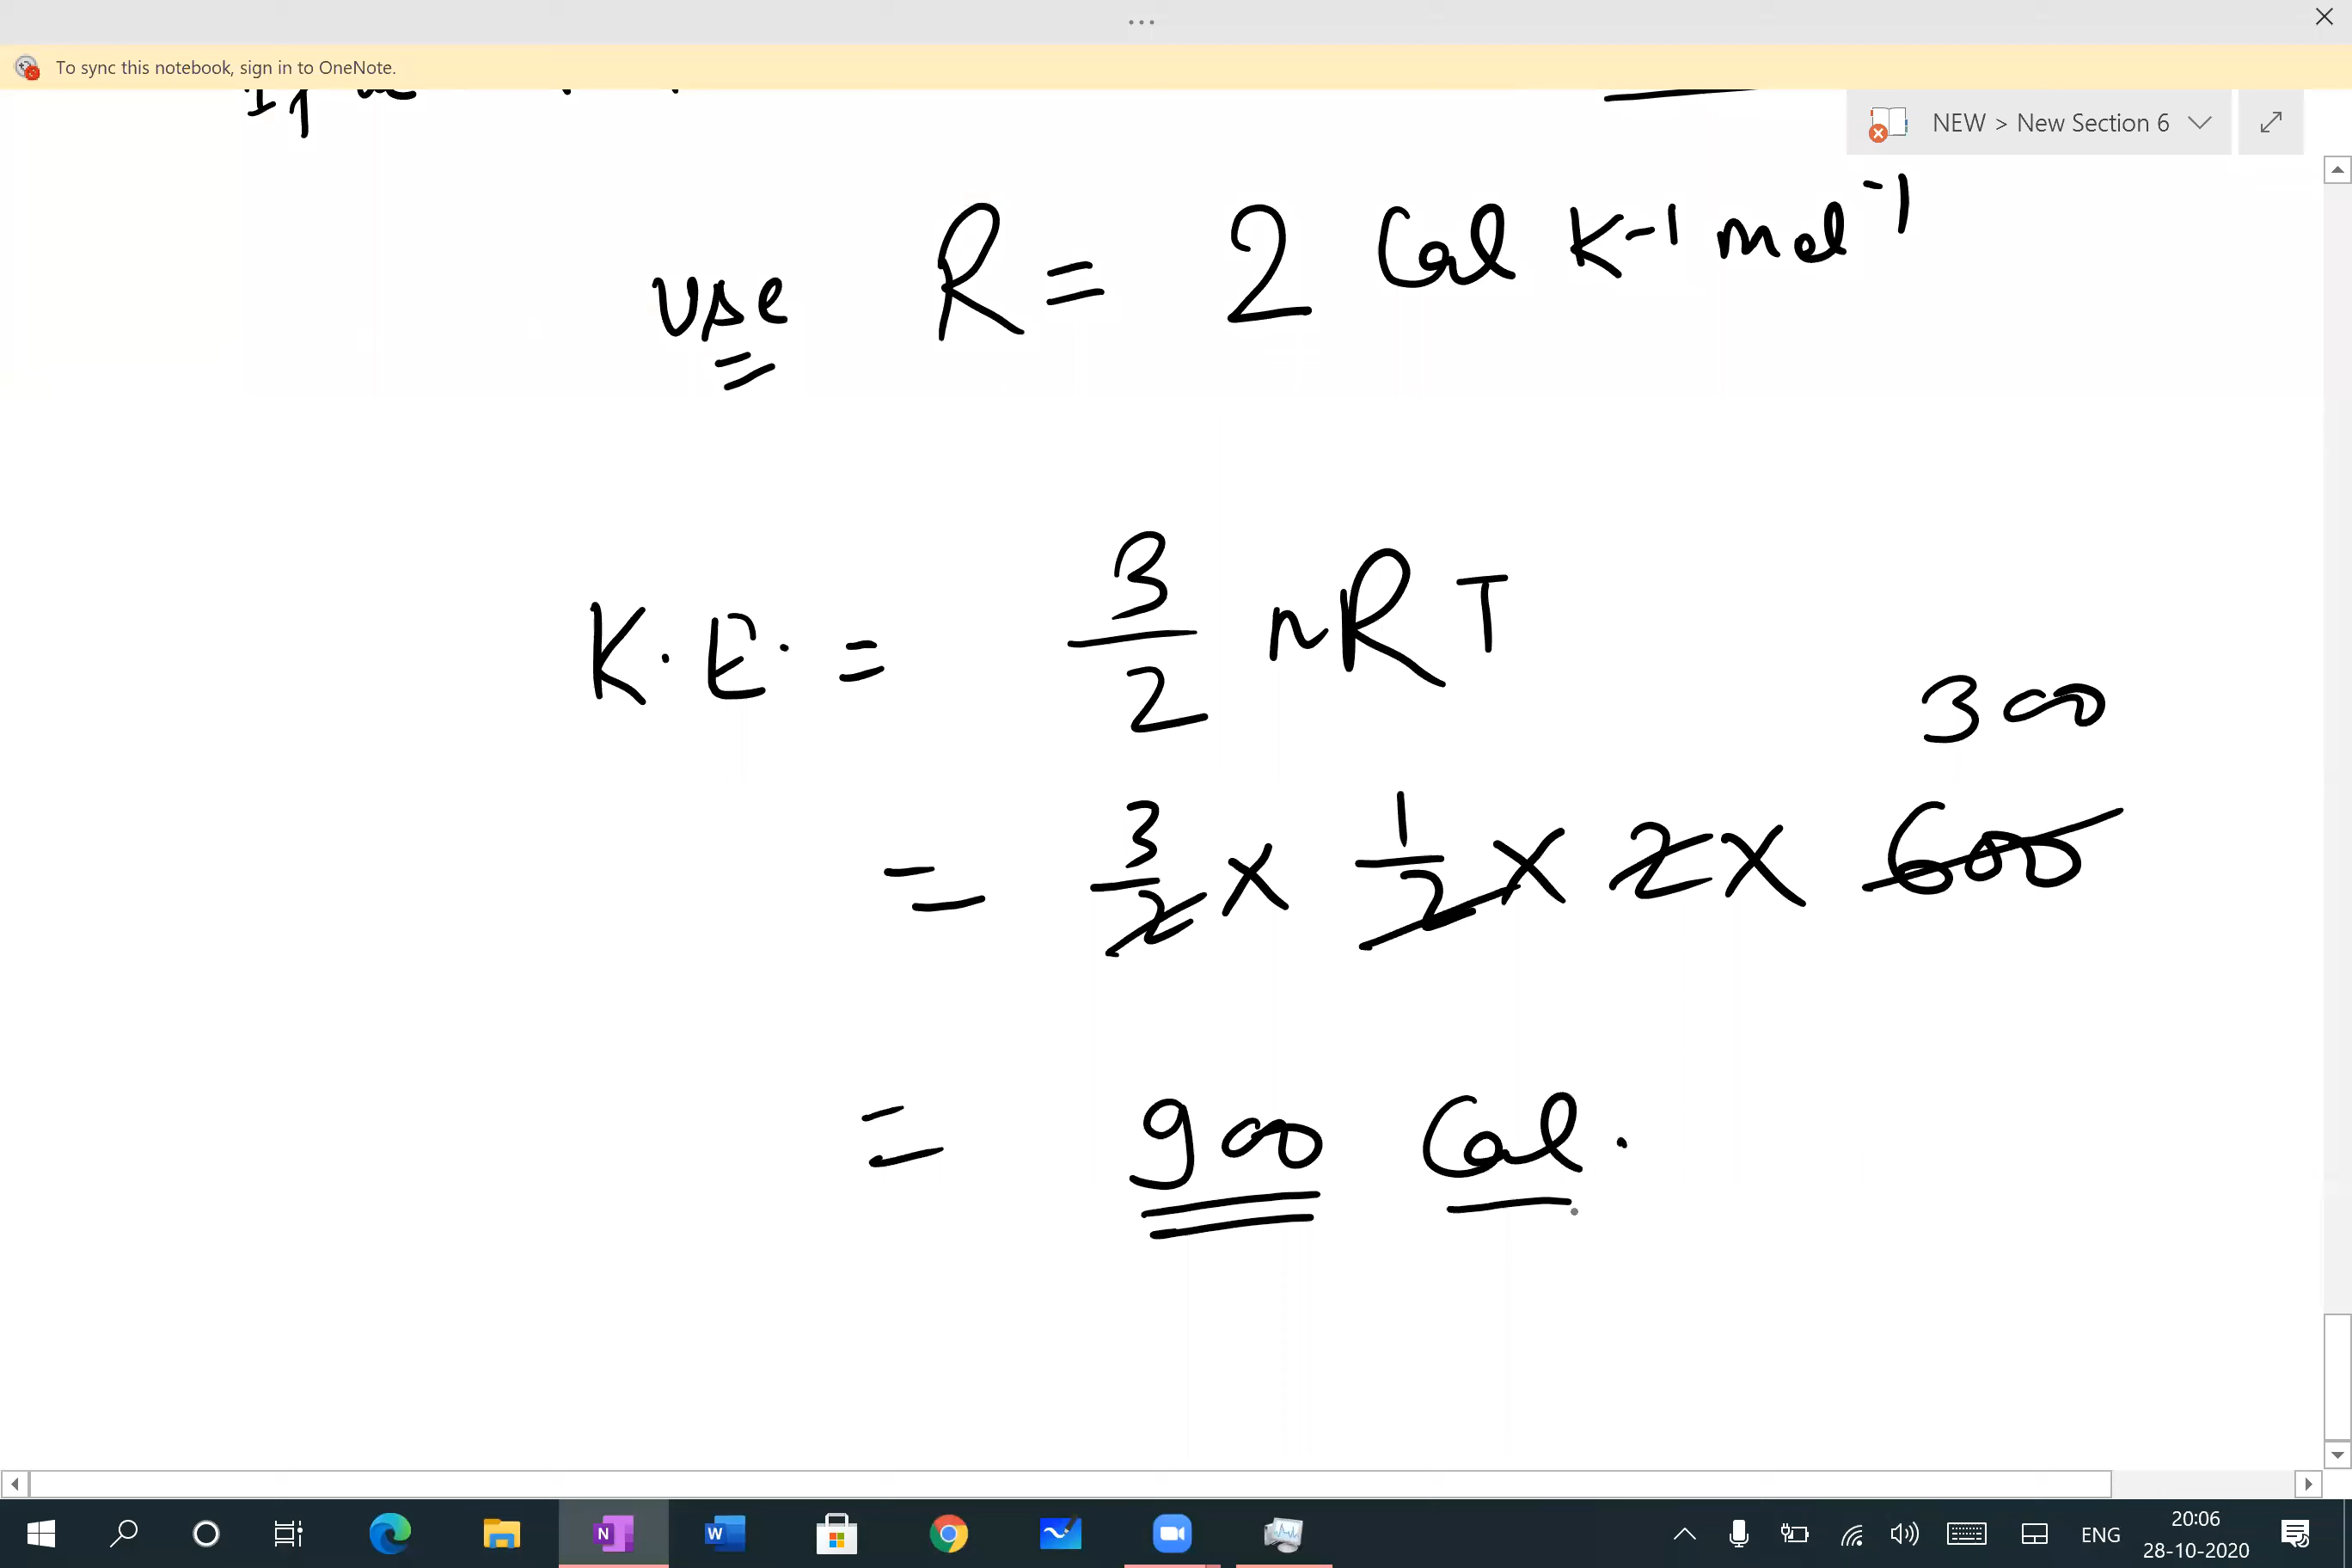 ...
To sync this notebook, sign in to OneNote.
NEW > New Section 6
If
use R = 2 Cal K-1 mol-1
K.E. = 3/2 nRT
300
= 3/2 x 1/2 x 2 x 600
= 900 Cal.
ENG
20:06
28-10-2020